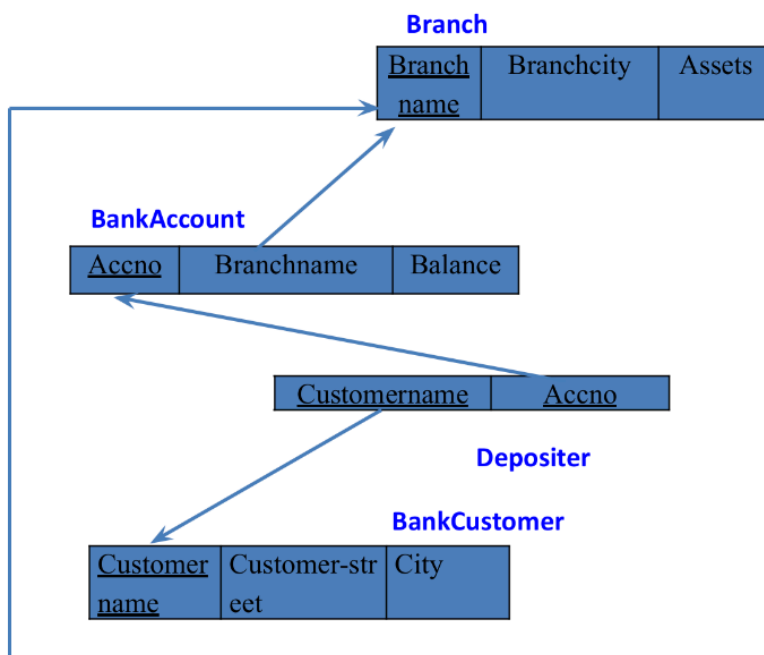 Branch
Branch Branchcity Assets
name
BankAccount
Accno Branchname Balance
Customername Accno
Depositer
BankCustomer
Customer Customer-str City
name eet